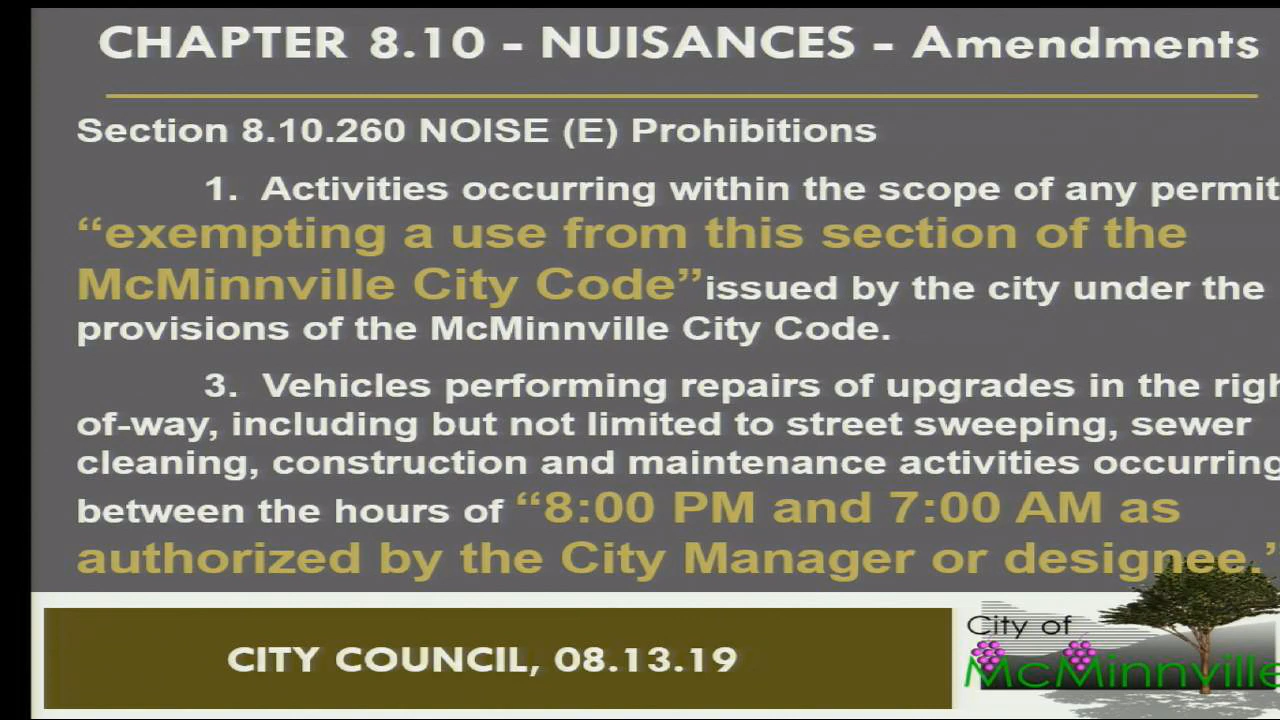 CHAPTER 8.10 - NUISANCES - Amendments
Section 8.10.260 NOISE (E) Prohibitions
1. Activities occurring within the scope of any permit
“exempting a use from this section of the
McMinnville City Code”issued by the city under the
provisions of the McMinnville City Code.
3. Vehicles performing repairs of upgrades in the righ
of-way, including but not limited to street sweeping, sewer
cleaning, construction and maintenance activities occurring
between the hours of “8:00 PM and 7:00 AM as
authorized by the City Manager or designee.”
CITY COUNCIL, 08.13.19
City of
McMinnville